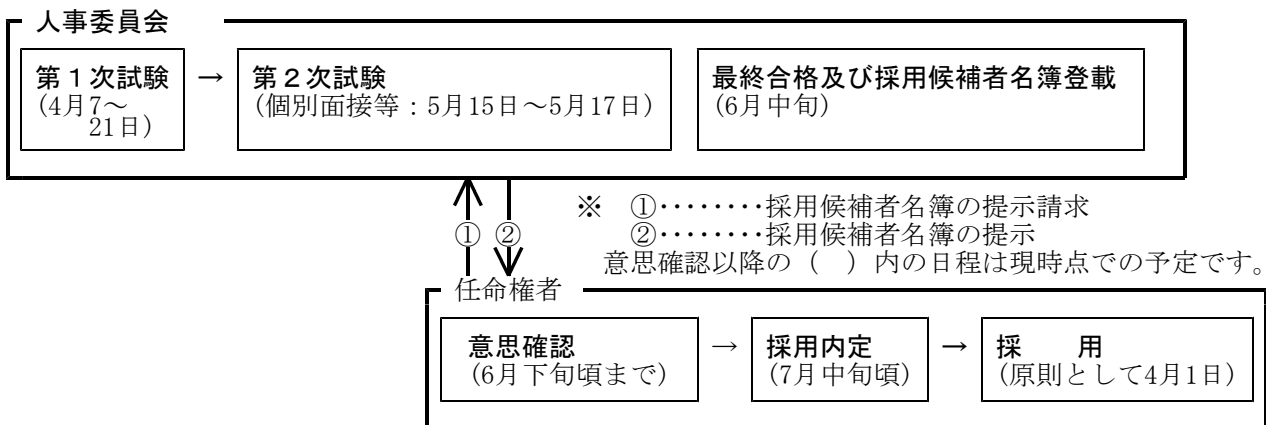 人事委員会
第1次試験
(4月7～
21日)
→
第2次試験
(個別面接等：5月15日～5月17日)
最終合格及び採用候補者名簿登載
(6月中旬)
① ②
※ ①‥‥‥‥採用候補者名簿の提示請求
②‥‥‥‥採用候補者名簿の提示
意思確認以降の（　）内の日程は現時点での予定です。
任命権者
意思確認
(6月下旬頃まで)
→
採用内定
(7月中旬頃)
→
採　用
(原則として4月1日)